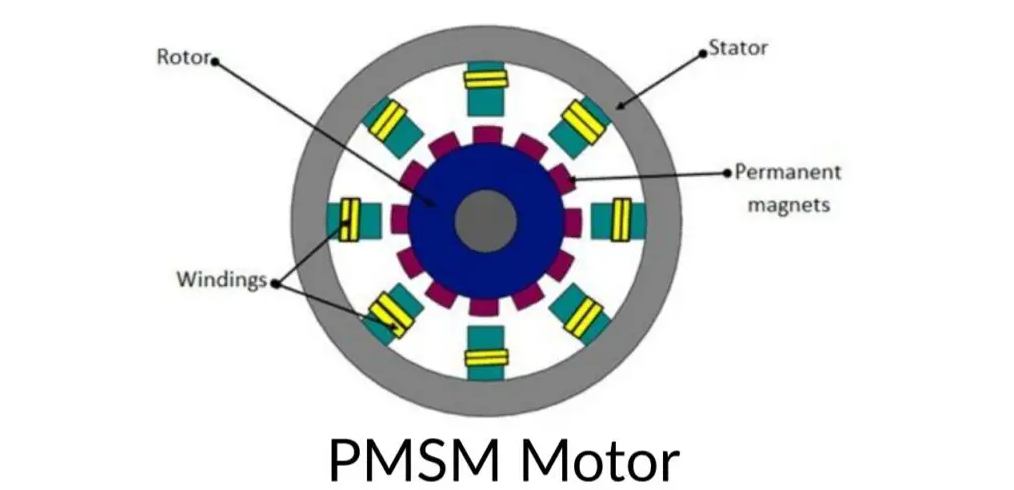 Rotor
Stator
Permanent
magnets
Windings
PMSM Motor